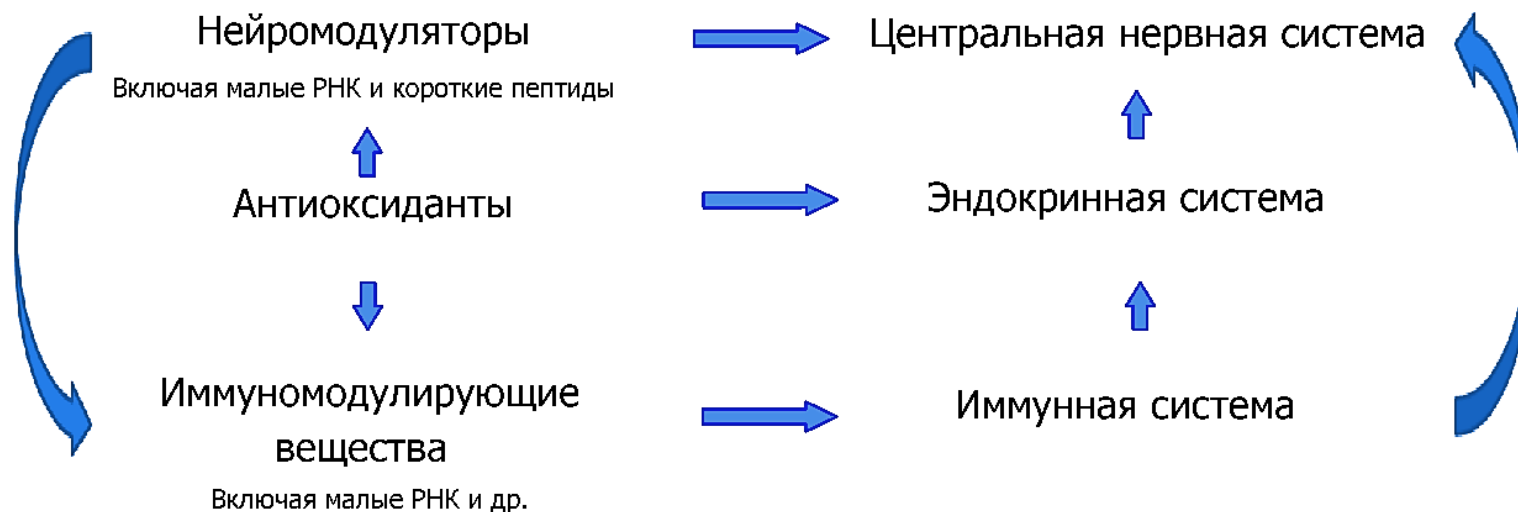 Нейромодуляторы
Центральная нервная система
Включая малые РНК и короткие пептиды
Антиоксиданты
Эндокринная система
Иммуномодулирующие
вещества
Иммунная система
Включая малые РНК и др.